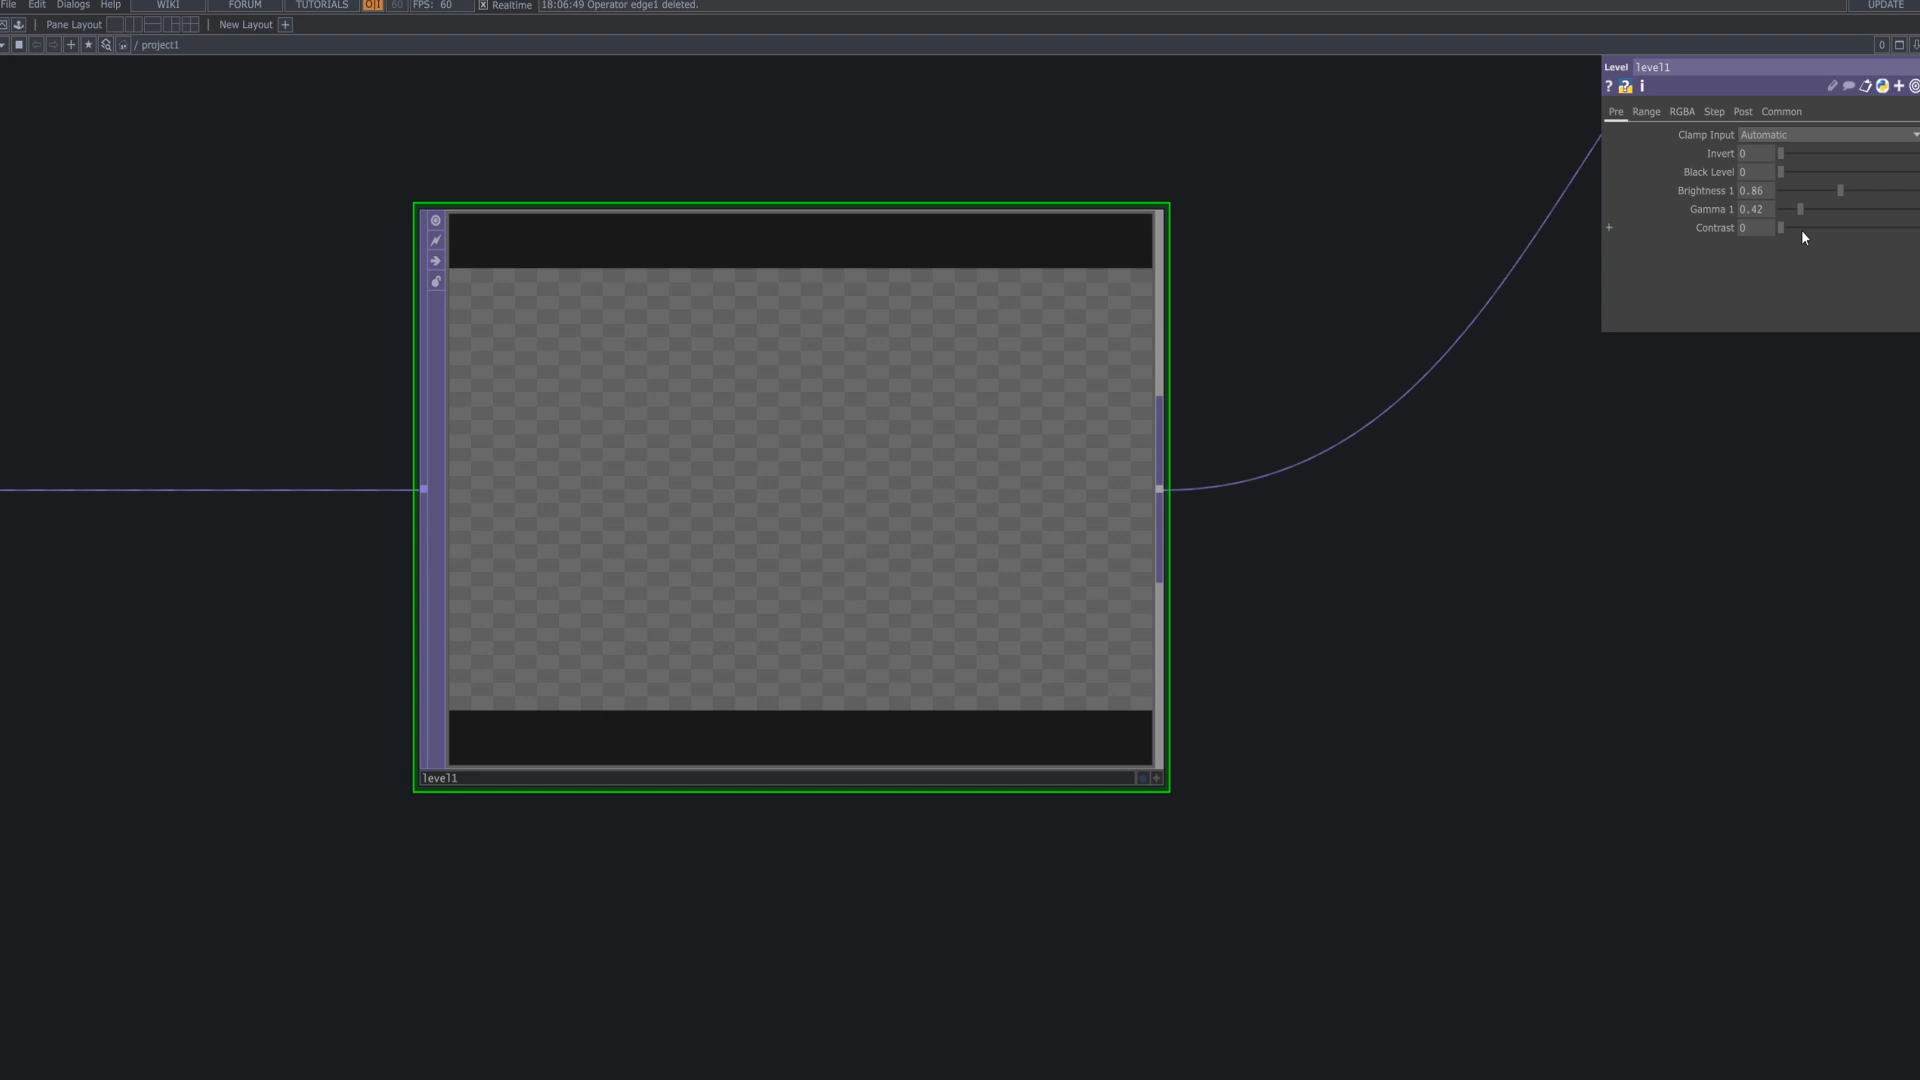 File Edit Dialogs Help WIKI FORUM TUTORIALS O|I 60 FPS: 60 Realtime 18:06:49 Operator edge1 deleted. UPDATE
Pane Layout New Layout +
/ project1 0
Level level1
? ? i
Pre Range RGBA Step Post Common
Clamp Input Automatic
Invert 0
Black Level 0
Brightness 1 0.86
Gamma 1 0.42
+ Contrast 0
level1